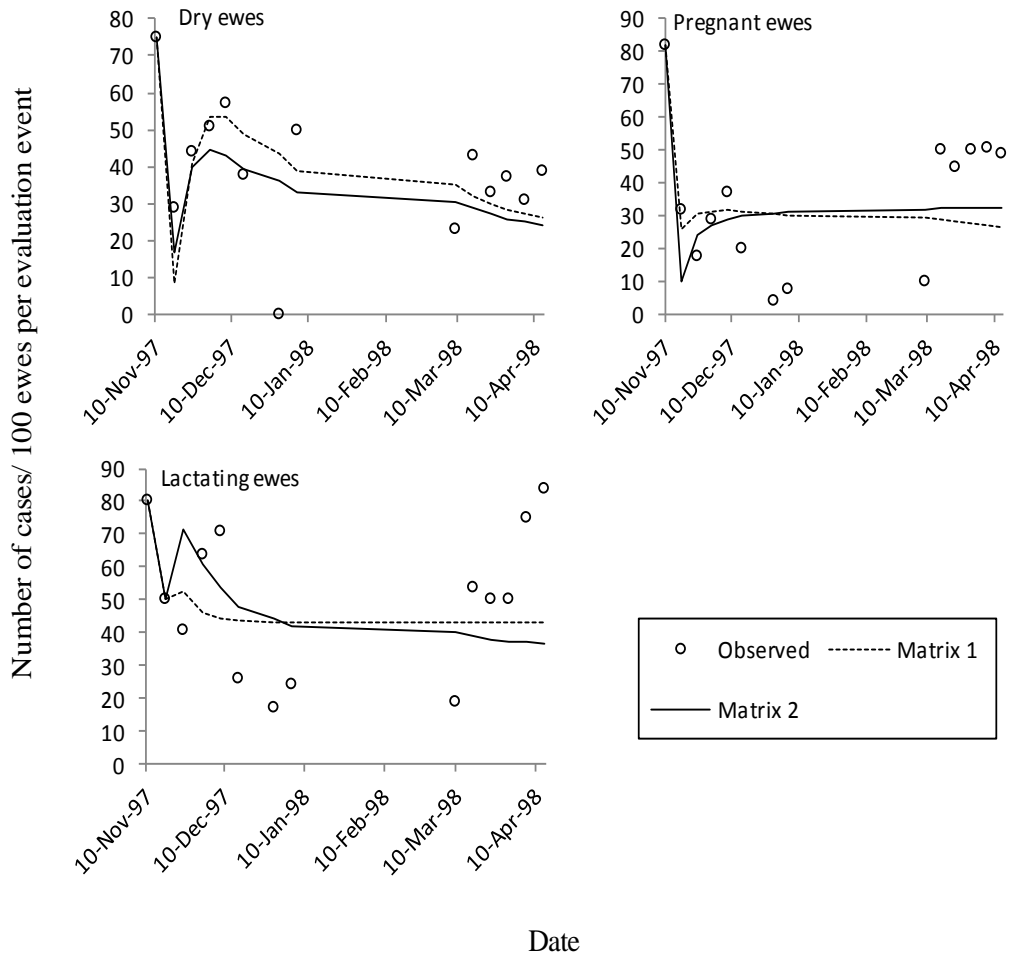 Number of cases/ 100 ewes per evaluation event
Dry ewes
80
70
60
50
40
30
20
10
0
10-Nov-97
10-Dec-97
10-Jan-98
10-Feb-98
10-Mar-98
10-Apr-98
Pregnant ewes
90
80
70
60
50
40
30
20
10
0
10-Nov-97
10-Dec-97
10-Jan-98
10-Feb-98
10-Mar-98
10-Apr-98
Lactating ewes
90
80
70
60
50
40
30
20
10
0
10-Nov-97
10-Dec-97
10-Jan-98
10-Feb-98
10-Mar-98
10-Apr-98
Observed
Matrix 1
Matrix 2
Date